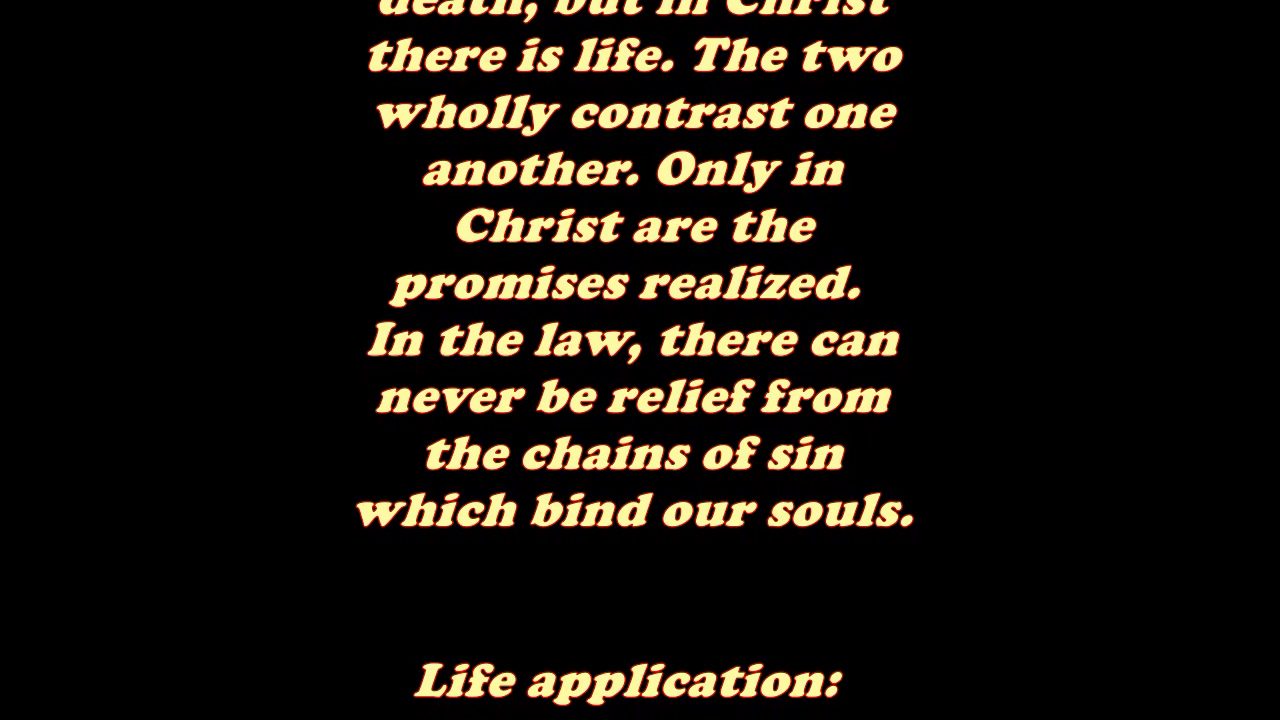 death, but in Christ
there is life. The two
wholly contrast one
another. Only in
Christ are the
promises realized.
In the law, there can
never be relief from
the chains of sin
which bind our souls.
Life application: